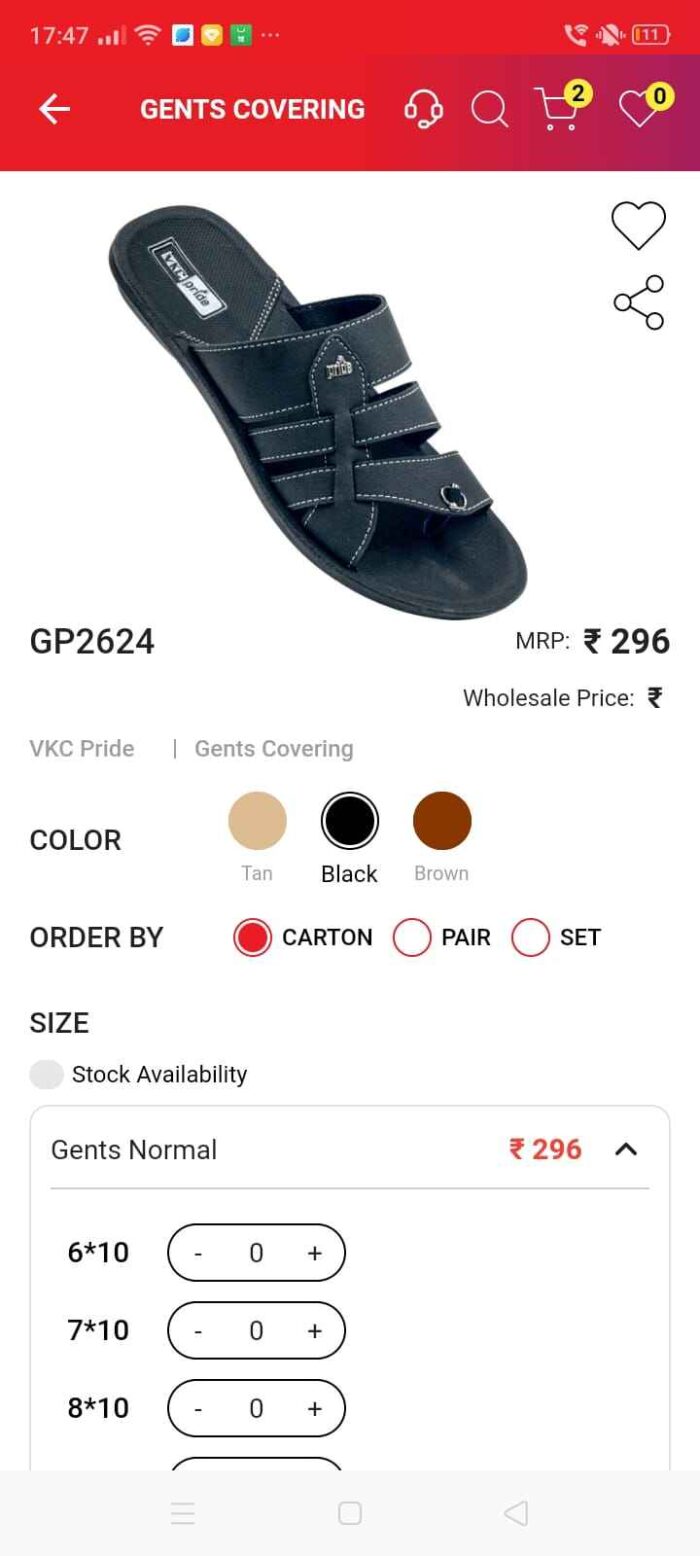 17:47
11
GENTS COVERING
2
0
VKC pride
pride
GP2624
MRP: ₹ 296
Wholesale Price: ₹
VKC Pride | Gents Covering
COLOR
Tan Black Brown
ORDER BY CARTON PAIR SET
SIZE
Stock Availability
Gents Normal ₹ 296
6*10 - 0 +
7*10 - 0 +
8*10 - 0 +